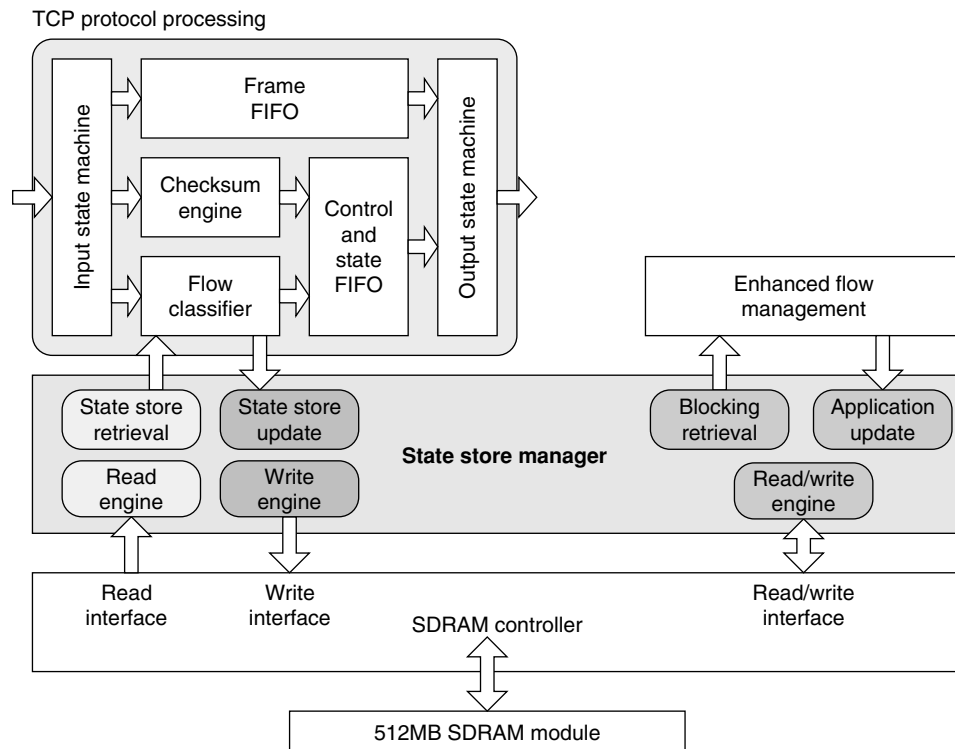 TCP protocol processing
Input state machine
Frame
FIFO
Checksum
engine
Flow
classifier
Control
and
state
FIFO
Output state machine
Enhanced flow
management
State store
retrieval
State store
update
Blocking
retrieval
Application
update
State store manager
Read
engine
Write
engine
Read/write
engine
Read
interface
Write
interface
Read/write
interface
SDRAM controller
512MB SDRAM module